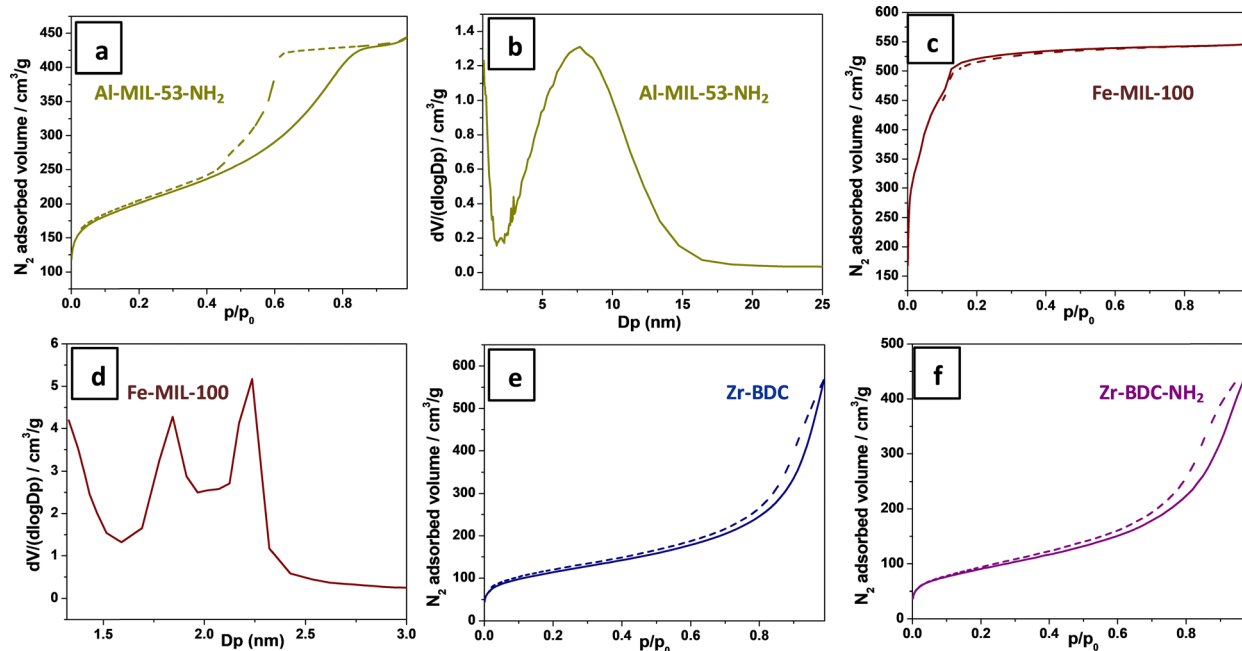 a
Al-MIL-53-NH₂
N₂ adsorbed volume / cm³/g
450
400
350
300
250
200
150
100
0.0 0.2 0.4 0.6 0.8
p/p₀
b
Al-MIL-53-NH₂
dV/(dlogDp) / cm³/g
1.4
1.2
1.0
0.8
0.6
0.4
0.2
0.0
5 10 15 20 25
Dp (nm)
c
Fe-MIL-100
N₂ adsorbed volume / cm³/g
600
550
500
450
400
350
300
250
200
150
0.0 0.2 0.4 0.6 0.8
p/p₀
d
Fe-MIL-100
dV/(dlogDp) / cm³/g
6
5
4
3
2
1
0
1.5 2.0 2.5 3.0
Dp (nm)
e
Zr-BDC
N₂ adsorbed volume / cm³/g
600
500
400
300
200
100
0
0.0 0.2 0.4 0.6 0.8
p/p₀
f
Zr-BDC-NH₂
N₂ adsorbed volume / cm³/g
500
400
300
200
100
0
0.0 0.2 0.4 0.6 0.8
p/p₀